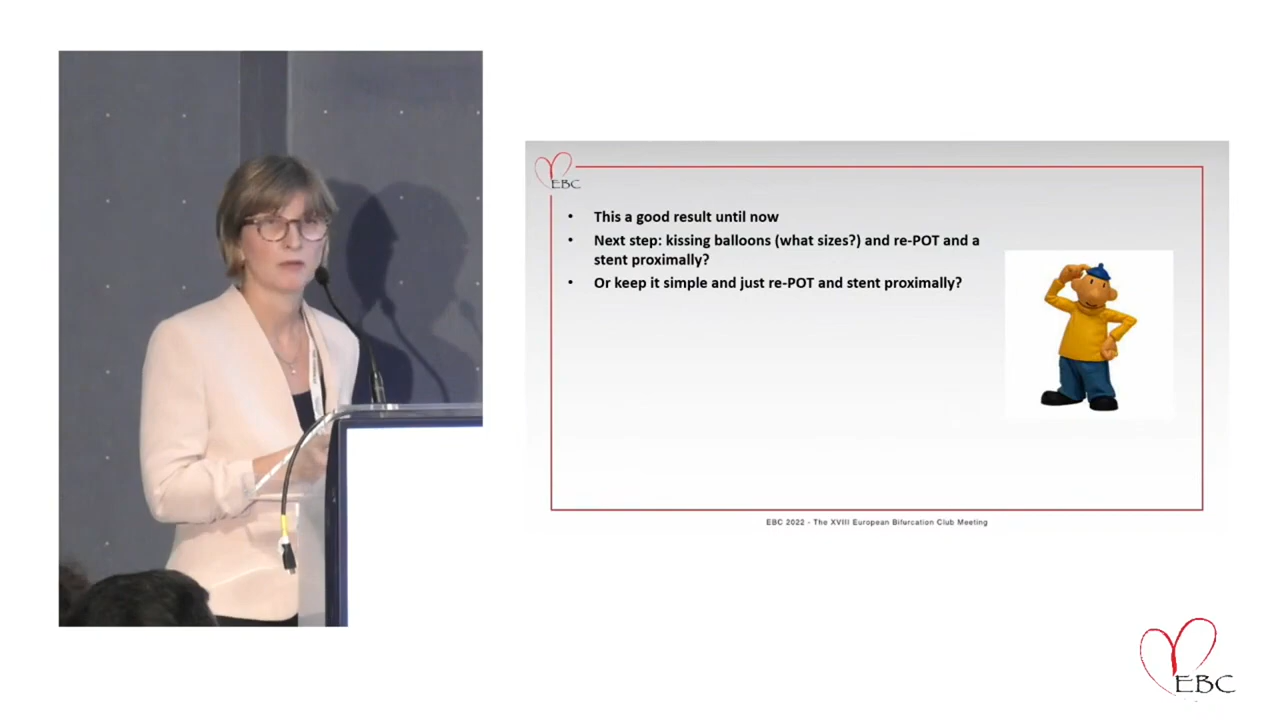 EBC
• This a good result until now
• Next step: kissing balloons (what sizes?) and re-POT and a
stent proximally?
• Or keep it simple and just re-POT and stent proximally?
EBC 2022 - The XVIII European Bifurcation Club Meeting
EBC